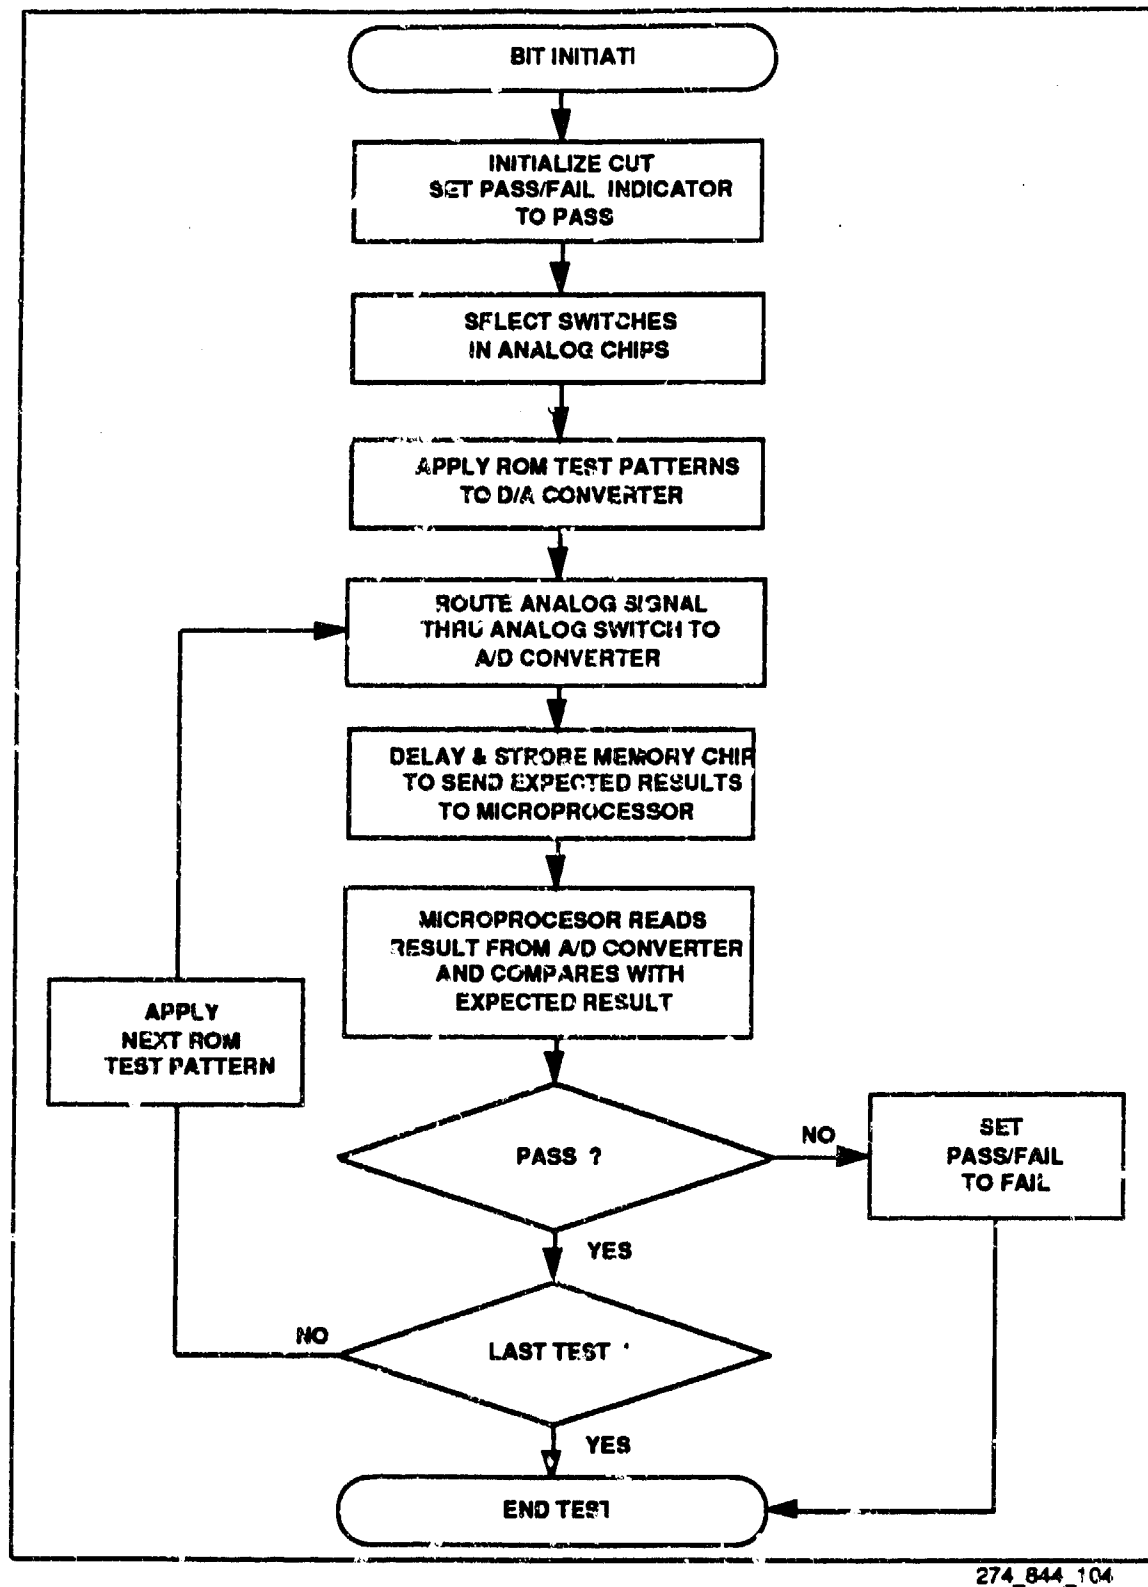 BIT INITIATI
INITIALIZE CUT
SET PASS/FAIL INDICATOR
TO PASS
SELECT SWITCHES
IN ANALOG CHIPS
APPLY ROM TEST PATTERNS
TO D/A CONVERTER
ROUTE ANALOG SIGNAL
THRU ANALOG SWITCH TO
A/D CONVERTER
DELAY & STROBE MEMORY CHIP
TO SEND EXPECTED RESULTS
TO MICROPROCESSOR
MICROPROCESOR READS
RESULT FROM A/D CONVERTER
AND COMPARES WITH
EXPECTED RESULT
APPLY
NEXT ROM
TEST PATTERN
PASS ?
NO
SET
PASS/FAIL
TO FAIL
YES
NO
LAST TEST
YES
END TEST
274_844_104